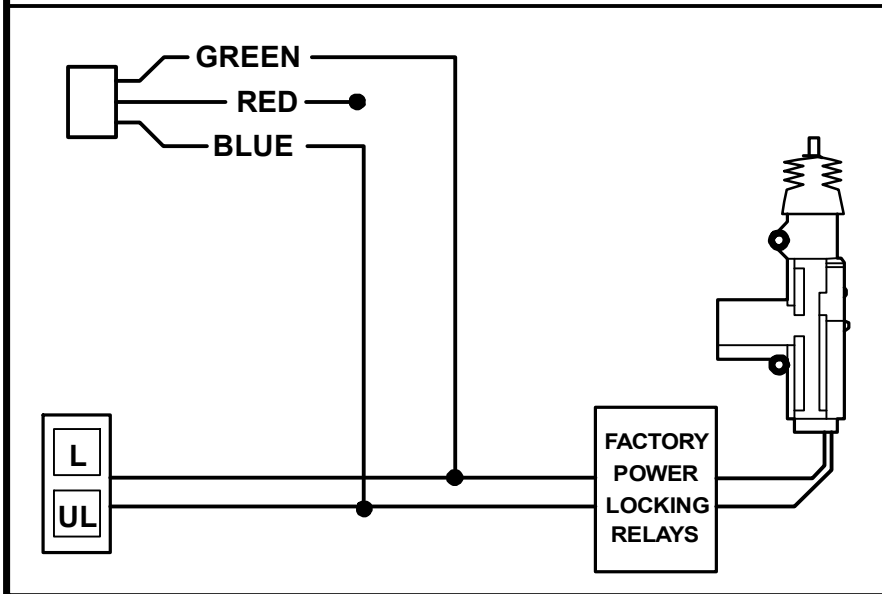 GREEN
RED
BLUE
L
UL
FACTORY
POWER
LOCKING
RELAYS